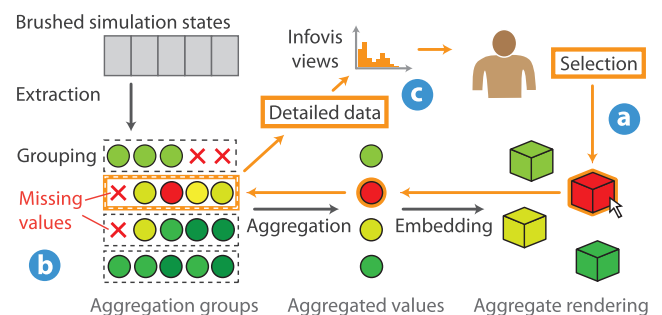 Brushed simulation states
Infovis
views
Selection
Extraction
c
Detailed data
a
Grouping
Missing
values
Aggregation
Embedding
b
Aggregation groups
Aggregated values
Aggregate rendering